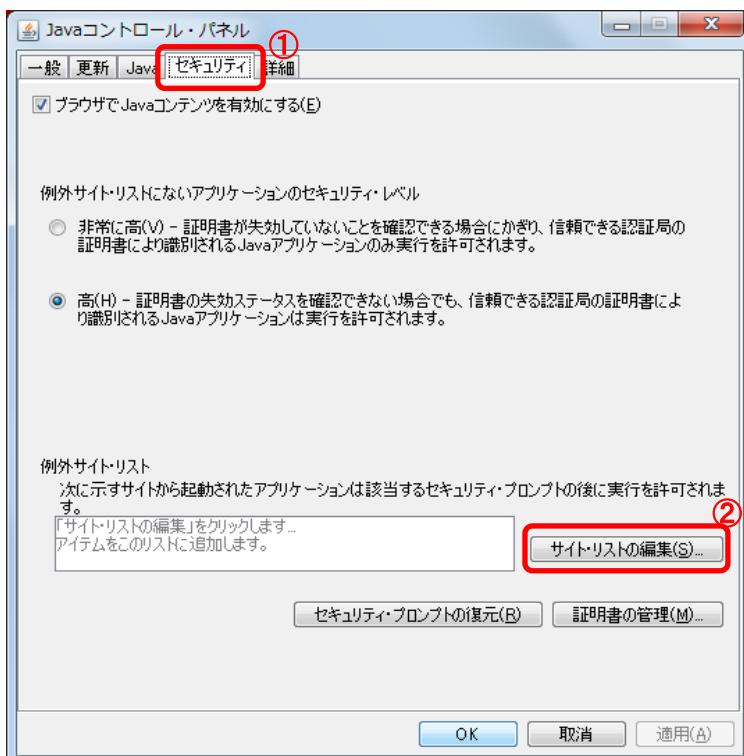 Javaコントロール・パネル
①
一般 更新 Java セキュリティ 詳細
ブラウザでJavaコンテンツを有効にする(E)
例外サイト・リストにないアプリケーションのセキュリティ・レベル
非常に高(V) - 証明書が失効していないことを確認できる場合にかぎり、信頼できる認証局の
証明書により識別されるJavaアプリケーションのみ実行を許可されます。
高(H) - 証明書の失効ステータスを確認できない場合でも、信頼できる認証局の証明書によ
り識別されるJavaアプリケーションは実行を許可されます。
例外サイト・リスト
次に示すサイトから起動されたアプリケーションは該当するセキュリティ・プロンプトの後に実行を許可されま
す。
②
「サイト・リストの編集」をクリックします...
アイテムをこのリストに追加します。
サイト・リストの編集(S)...
セキュリティ・プロンプトの復元(R) 証明書の管理(M)...
OK 取消 適用(A)